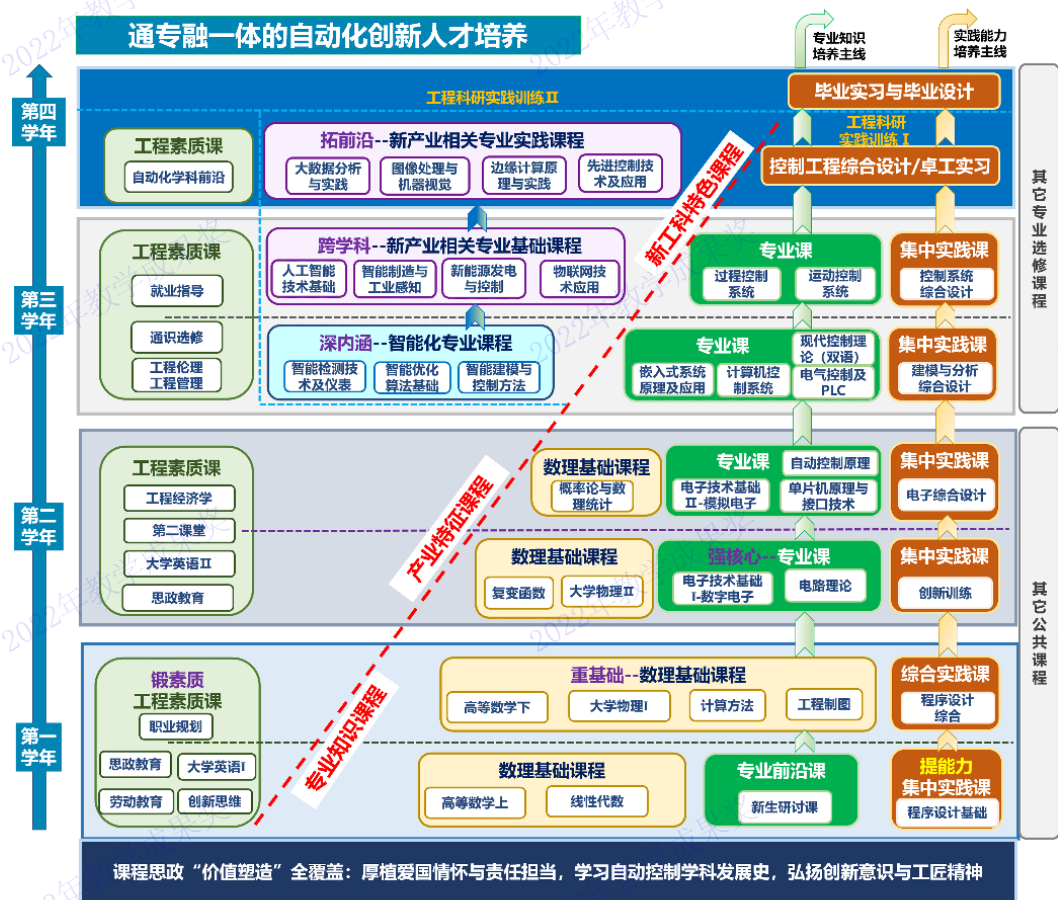 通专融一体的自动化创新人才培养
专业知识
培养主线
实践能力
培养主线
第四
学年
工程科研实践训练Ⅱ
毕业实习与毕业设计
工程科研
实践训练Ⅰ
控制工程综合设计/卓工实习
工程素质课
自动化学科前沿
拓前沿--新产业相关专业实践课程
大数据分析
与实践
图像处理与
机器视觉
边缘计算原
理与实践
先进控制技
术及应用
新工科特色课程
其它专业选修课程
第三
学年
工程素质课
就业指导
通识选修
工程伦理
工程管理
跨学科--新产业相关专业基础课程
人工智能
技术基础
智能制造与
工业感知
新能源发电
与控制
物联网技
术应用
专业课
过程控制
系统
运动控制
系统
集中实践课
控制系统
综合设计
深内涵--智能化专业课程
智能检测技
术及仪表
智能优化
算法基础
智能建模与
控制方法
专业课
现代控制理
论（双语）
嵌入式系统
原理及应用
计算机控
制系统
电气控制及
PLC
集中实践课
建模与分析
综合设计
第二
学年
工程素质课
工程经济学
第二课堂
大学英语Ⅱ
思政教育
产业特征课程
数理基础课程
概率论与数
理统计
专业课
自动控制原理
电子技术基础
Ⅱ-模拟电子
单片机原理与
接口技术
集中实践课
电子综合设计
数理基础课程
复变函数
大学物理Ⅱ
强核心--专业课
电子技术基础
Ⅰ-数字电子
电路理论
集中实践课
创新训练
其它公共课程
第一
学年
锻素质
工程素质课
职业规划
思政教育
大学英语Ⅰ
劳动教育
创新思维
专业知识课程
重基础--数理基础课程
高等数学下
大学物理Ⅰ
计算方法
工程制图
综合实践课
程序设计
综合
数理基础课程
高等数学上
线性代数
专业前沿课
新生研讨课
提能力
集中实践课
程序设计基础
课程思政“价值塑造”全覆盖：厚植爱国情怀与责任担当，学习自动控制学科发展史，弘扬创新意识与工匠精神
2022年教学成果奖